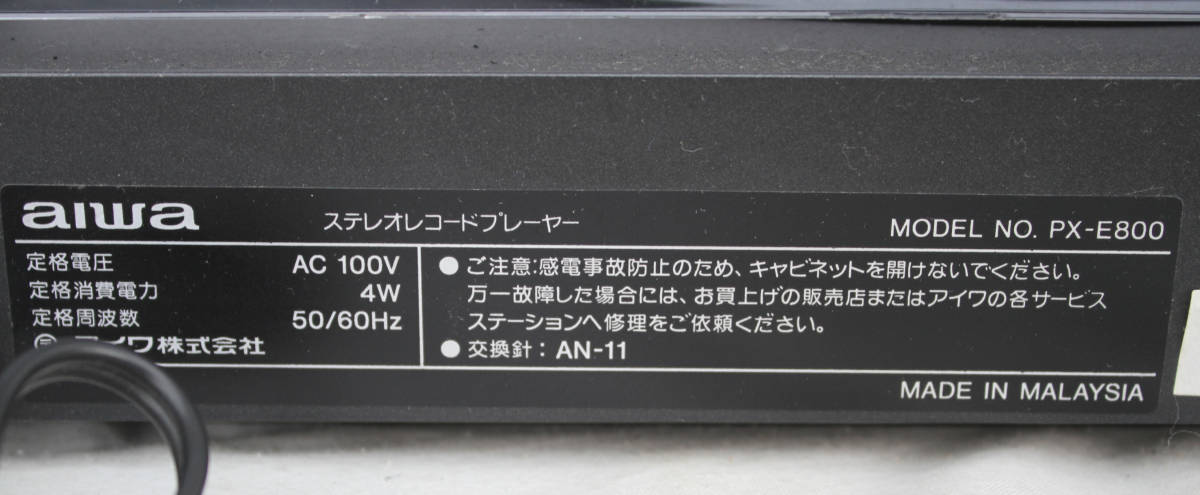 aiwa ステレオレコードプレーヤー MODEL NO. PX-E800
定格電圧 AC 100V
定格消費電力 4W
定格周波数 50/60Hz
アイワ株式会社
● ご注意:感電事故防止のため、キャビネットを開けないでください。
万一故障した場合には、お買上げの販売店またはアイワの各サービス
ステーションへ修理をご依頼ください。
● 交換針: AN-11
MADE IN MALAYSIA